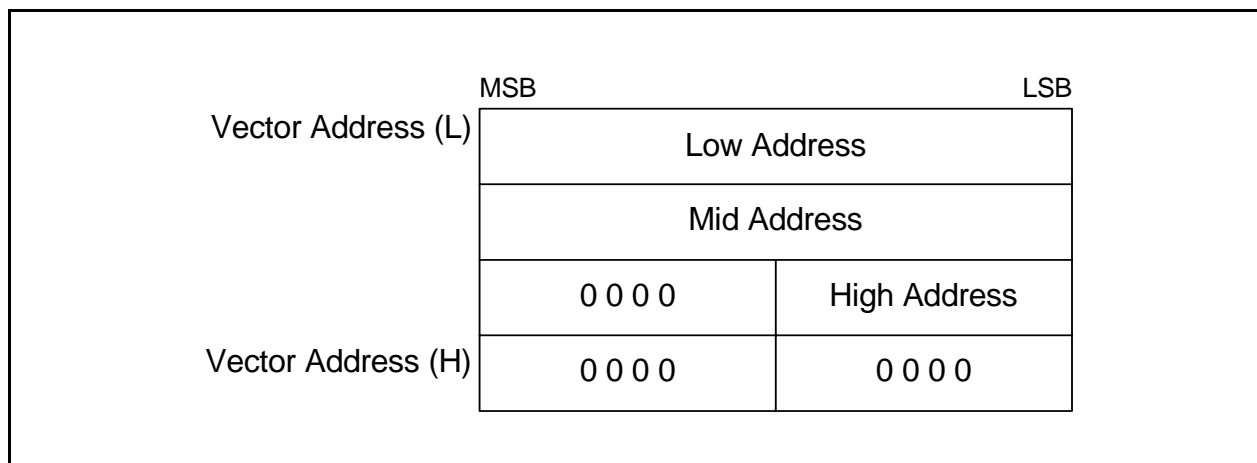 MSB LSB
Vector Address (L) Low Address
Mid Address
0 0 0 0 High Address
Vector Address (H) 0 0 0 0 0 0 0 0